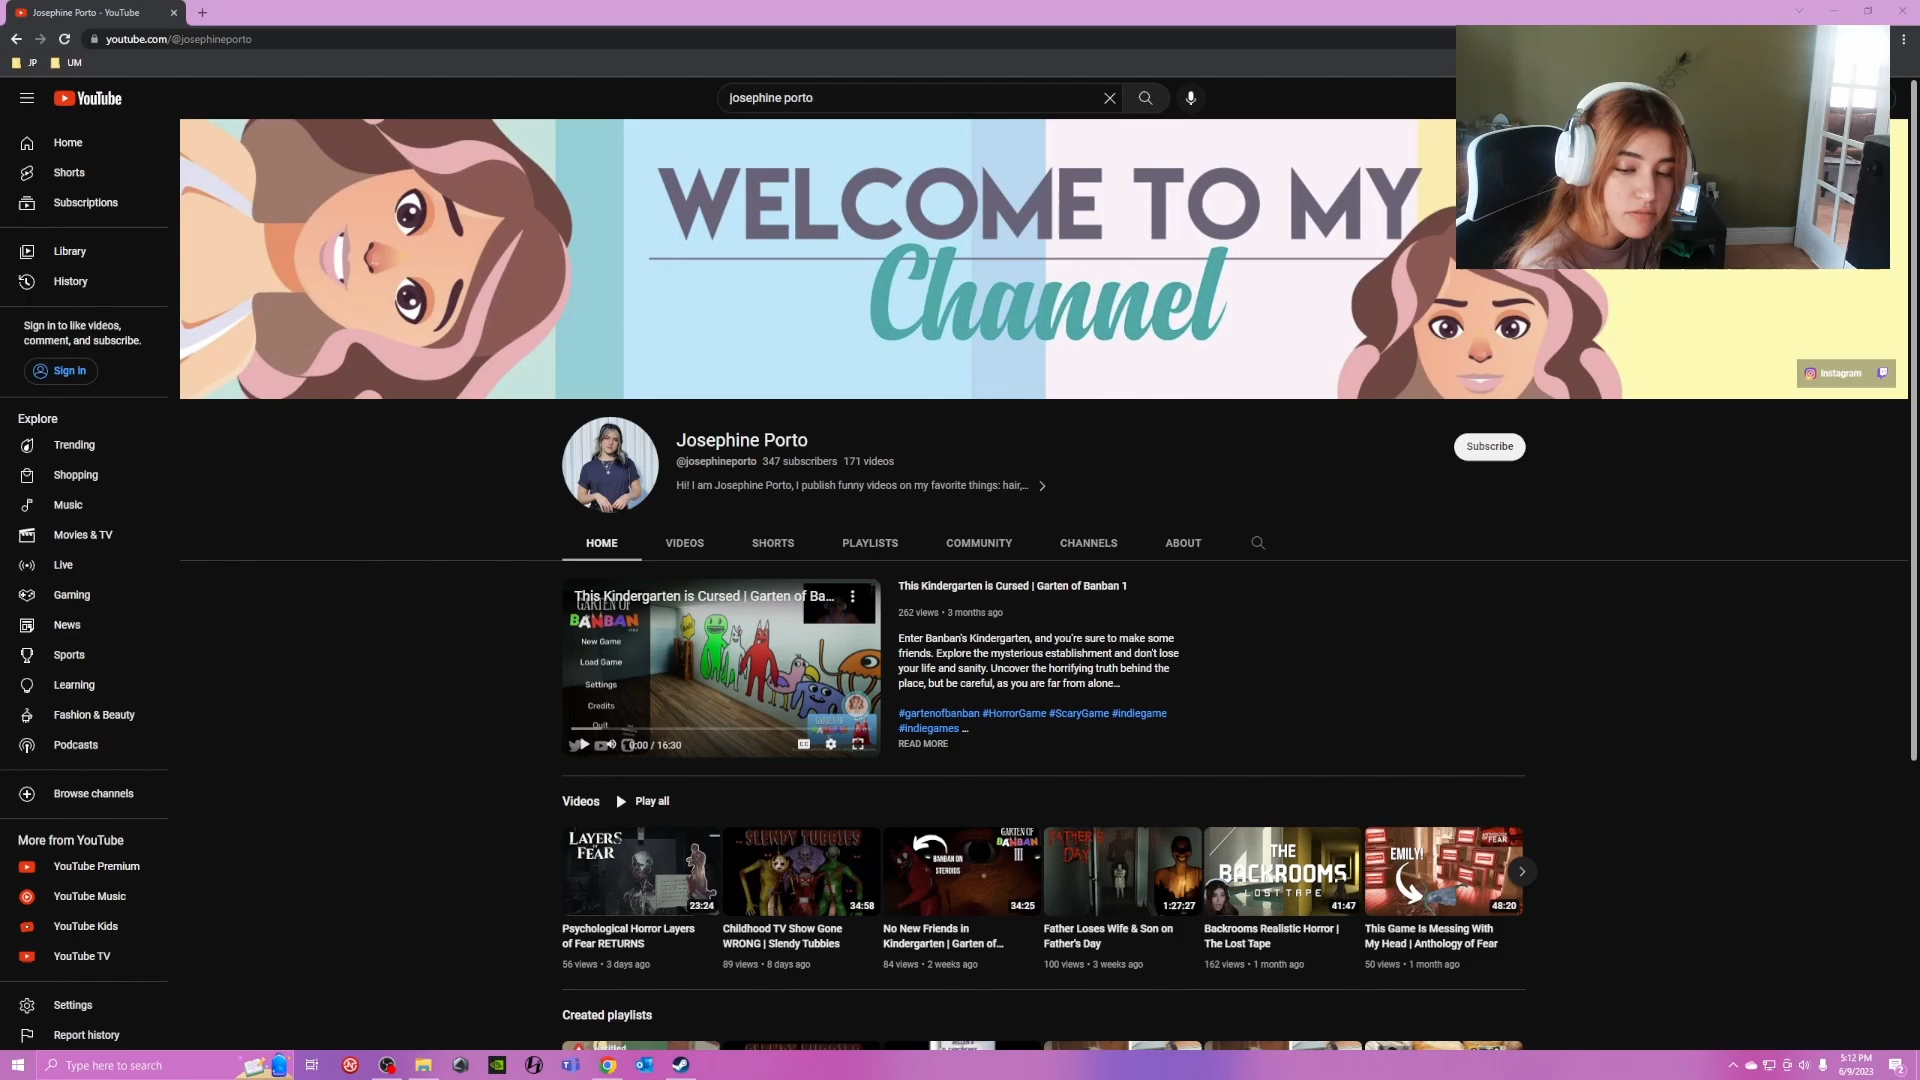 Josephine Porto - YouTube
youtube.com/@josephineporto
JP
UM
YouTube
josephine porto
Home
Shorts
Subscriptions
Library
History
Sign in to like videos,
comment, and subscribe.
Sign in
Explore
Trending
Shopping
Music
Movies & TV
Live
Gaming
News
Sports
Learning
Fashion & Beauty
Podcasts
Browse channels
More from YouTube
YouTube Premium
YouTube Music
YouTube Kids
YouTube TV
Settings
Report history
WELCOME TO MY
Channel
Instagram
Josephine Porto
@josephineporto 347 subscribers 171 videos
Hi! I am Josephine Porto, I publish funny videos on my favorite things: hair,...
Subscribe
HOME
VIDEOS
SHORTS
PLAYLISTS
COMMUNITY
CHANNELS
ABOUT
This Kindergarten is Cursed | Garten of Ba...
GARTEN OF
BANBAN
New Game
Load Game
Settings
Credits
Quit
0:00 / 16:30
This Kindergarten is Cursed | Garten of Banban 1
262 views • 3 months ago
Enter Banban's Kindergarten, and you're sure to make some
friends. Explore the mysterious establishment and don't lose
your life and sanity. Uncover the horrifying truth behind the
place, but be careful, as you are far from alone...
#gartenofbanban #HorrorGame #ScaryGame #indiegame
#indiegames ...
READ MORE
Videos
Play all
LAYERS
of FEAR
23:24
Psychological Horror Layers
of Fear RETURNS
56 views • 3 days ago
SLENDY TUBBIES
34:58
Childhood TV Show Gone
WRONG | Slendy Tubbies
89 views • 8 days ago
GARTEN OF
BANBAN
III
BANBAN ON
STEROIDS
34:25
No New Friends in
Kindergarten | Garten of...
84 views • 2 weeks ago
FATHER'S
DAY
1:27:27
Father Loses Wife & Son on
Father's Day
100 views • 3 weeks ago
THE
BACKROOMS
LOST TAPE
41:47
Backrooms Realistic Horror |
The Lost Tape
162 views • 1 month ago
ANTHOLOGY
OF FEAR
EMILY!
48:20
This Game Is Messing With
My Head | Anthology of Fear
50 views • 1 month ago
Created playlists
Type here to search
5:12 PM
6/9/2023